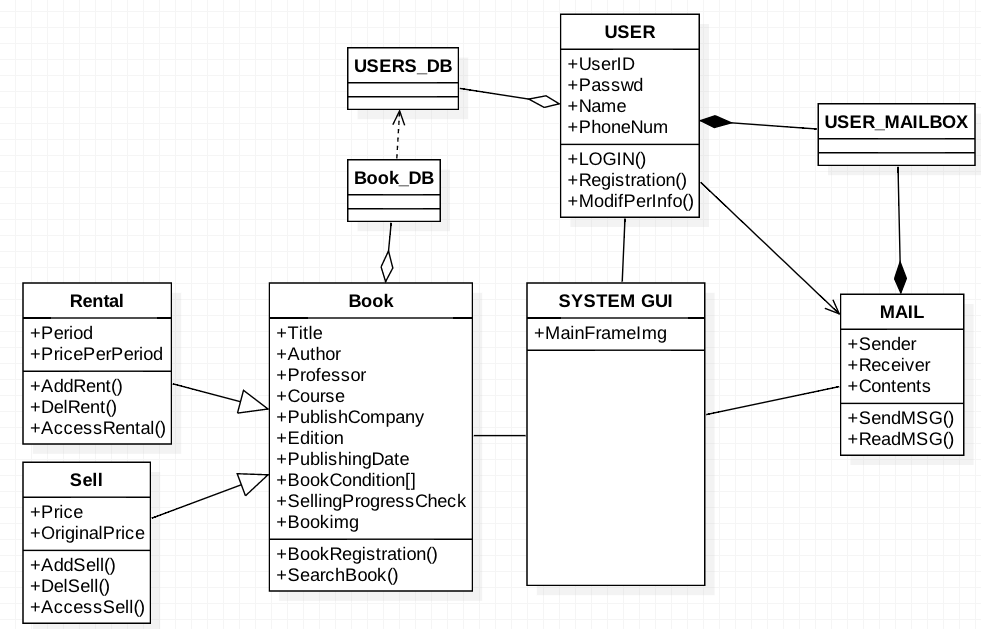 USER
+UserID
+Passwd
+Name
+PhoneNum
+LOGIN()
+Registration()
+ModifPerInfo()
USERS_DB
USER_MAILBOX
Book_DB
Rental
+Period
+PricePerPeriod
+AddRent()
+DelRent()
+AccessRental()
Book
+Title
+Author
+Professor
+Course
+PublishCompany
+Edition
+PublishingDate
+BookCondition[]
+SellingProgressCheck
+Bookimg
+BookRegistration()
+SearchBook()
SYSTEM GUI
+MainFrameImg
MAIL
+Sender
+Receiver
+Contents
+SendMSG()
+ReadMSG()
Sell
+Price
+OriginalPrice
+AddSell()
+DelSell()
+AccessSell()